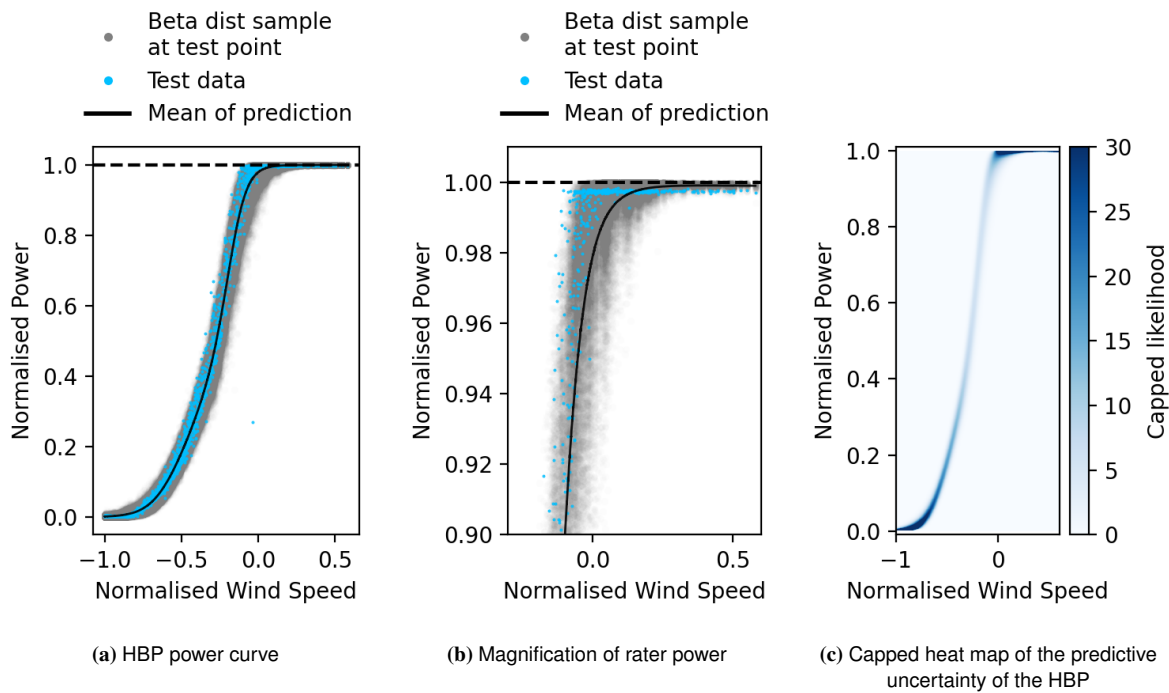 Beta dist sample
at test point
Test data
Mean of prediction
1.0
0.8
0.6
0.4
0.2
0.0
Normalised Power
−1.0 −0.5 0.0 0.5
Normalised Wind Speed
(a) HBP power curve
Beta dist sample
at test point
Test data
Mean of prediction
1.00
0.98
0.96
0.94
0.92
0.90
Normalised Power
0.0 0.5
Normalised Wind Speed
(b) Magnification of rater power
1.0
0.8
0.6
0.4
0.2
0.0
Normalised Power
−1 0
Normalised Wind Speed
30
25
20
15
10
5
0
Capped likelihood
(c) Capped heat map of the predictive
uncertainty of the HBP